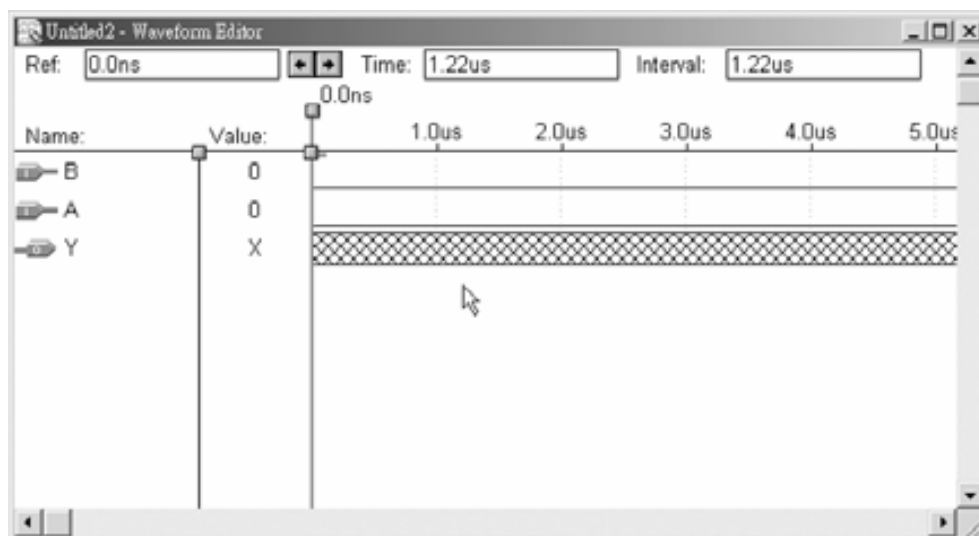 Untitled2 - Waveform Editor
Ref: 0.0ns Time: 1.22us Interval: 1.22us
0.0ns
Name: Value: 1.0us 2.0us 3.0us 4.0us 5.0us
B 0
A 0
Y X